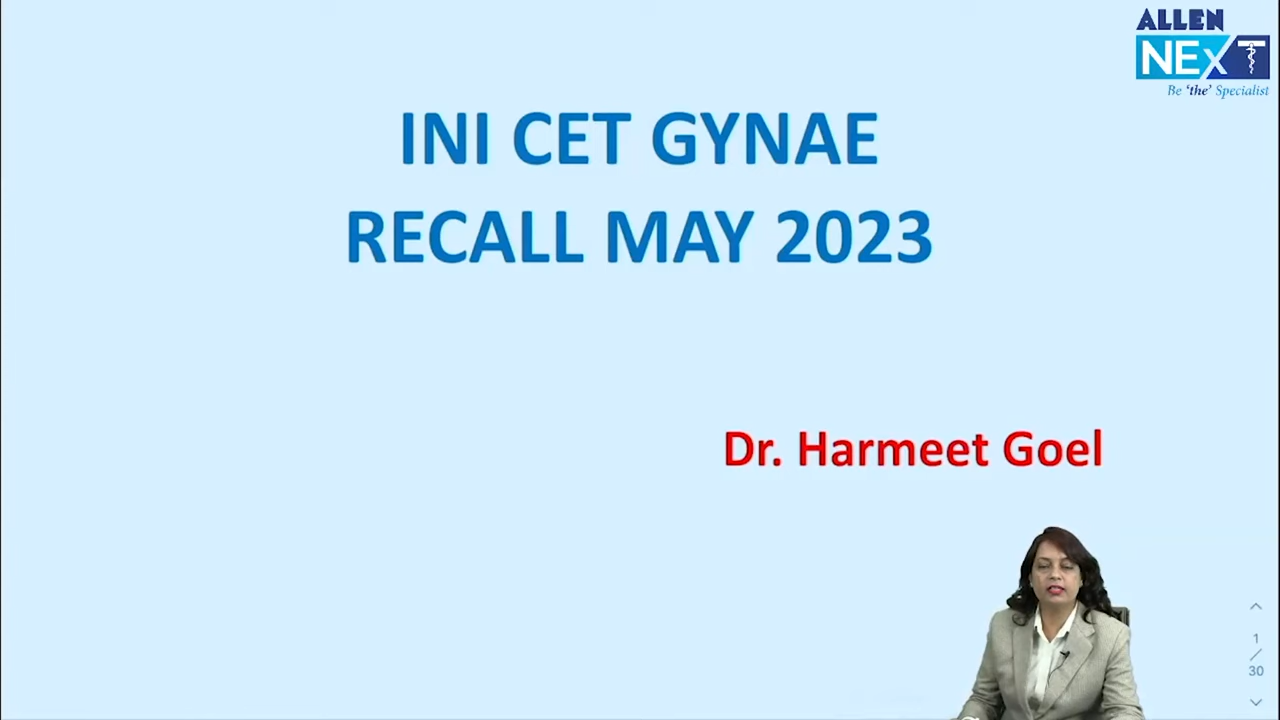 ALLEN
NEXT
Be 'the' Specialist
INI CET GYNAE
RECALL MAY 2023
Dr. Harmeet Goel
1
/
30